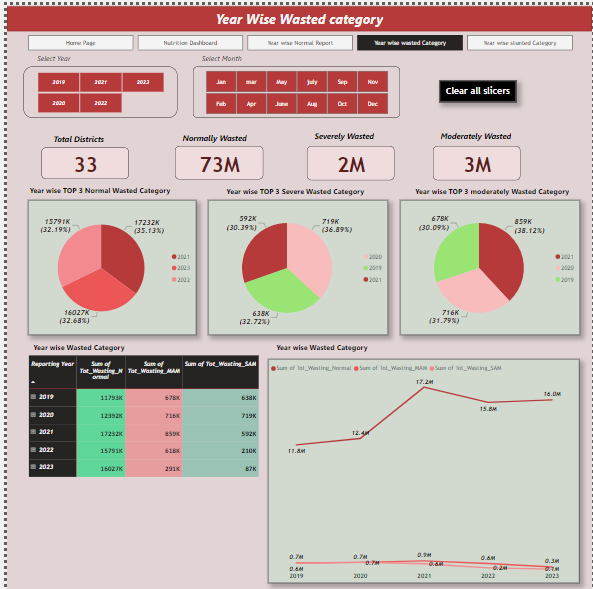 Year Wise Wasted category
Home Page
Nutrition Dashboard
Year wise Normal Report
Year wise wasted Category
Year wise stunted Category
Select Year
Select Month
2019 2021 2023
2020 2022
Jan mar May july Sep Nov
Feb Apr June Aug Oct Dec
Clear all slicers
Total Districts
Normally Wasted
Severely Wasted
Moderately Wasted
33
73M
2M
3M
Year wise TOP 3 Normal Wasted Category
15791K
(32.19%)
17232K
(35.13%)
16027K
(32.68%)
2021
2023
2022
Year wise TOP 3 Severe Wasted Category
592K
(30.39%)
719K
(36.89%)
638K
(32.72%)
2020
2019
2021
Year wise TOP 3 moderately Wasted Category
678K
(30.09%)
859K
(38.12%)
716K
(31.79%)
2021
2020
2019
Year wise Wasted Category
Reporting Year
Sum of
Tot_Wasting_N
ormal
Sum of
Tot_Wasting_MAM
Sum of Tot_Wasting_SAM
2019 11793K 678K 638K
2020 12392K 716K 719K
2021 17232K 859K 592K
2022 15791K 618K 210K
2023 16027K 291K 87K
Year wise Wasted Category
Sum of Tot_Wasting_Normal Sum of Tot_Wasting_MAM Sum of Tot_Wasting_SAM
11.8M
12.4M
17.2M
15.8M
16.0M
0.7M 0.7M 0.9M 0.6M 0.3M
0.6M 0.7M 0.6M 0.2M 0.1M
2019 2020 2021 2022 2023